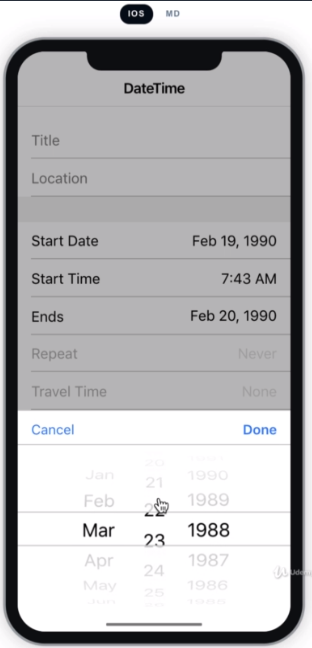 IOS MD
DateTime
Title
Location
Start Date Feb 19, 1990
Start Time 7:43 AM
Ends Feb 20, 1990
Repeat Never
Travel Time None
Cancel Done
20
Jan 21 1990
Feb 22 1989
Mar 23 1988
Apr 24 1987
May 25 1986
Jun